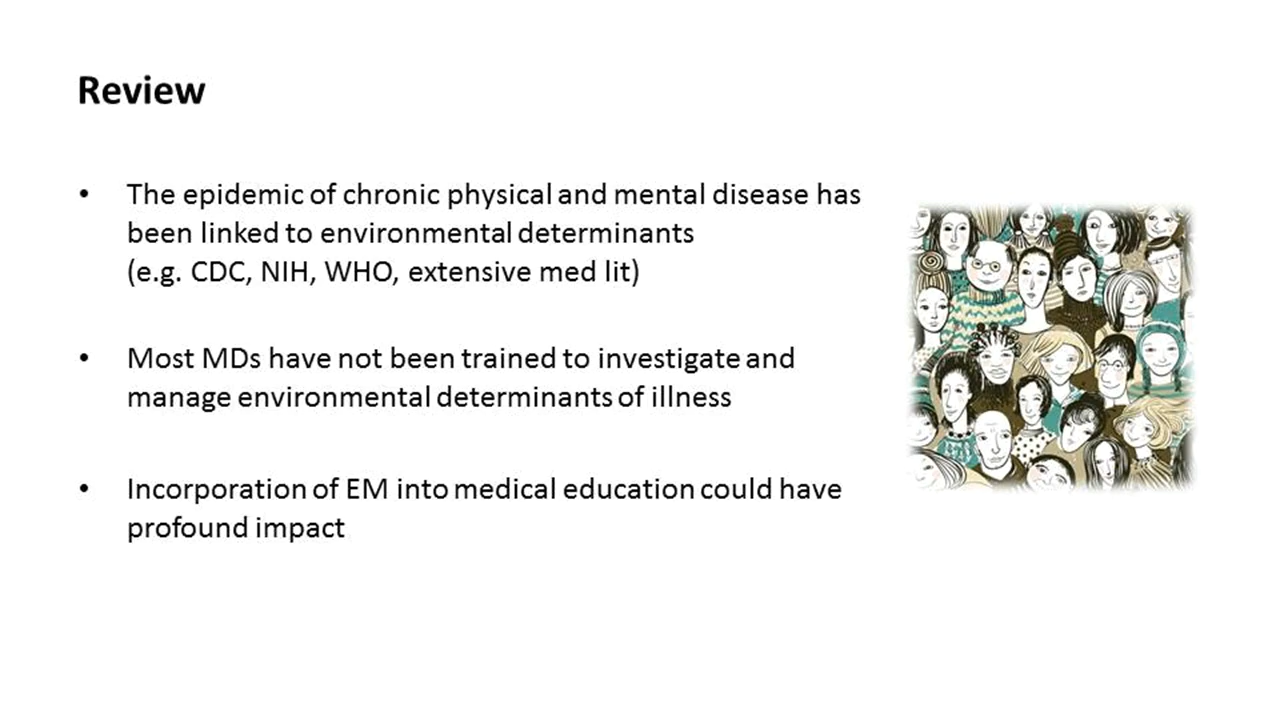 Review
• The epidemic of chronic physical and mental disease has
been linked to environmental determinants
(e.g. CDC, NIH, WHO, extensive med lit)
• Most MDs have not been trained to investigate and
manage environmental determinants of illness
• Incorporation of EM into medical education could have
profound impact